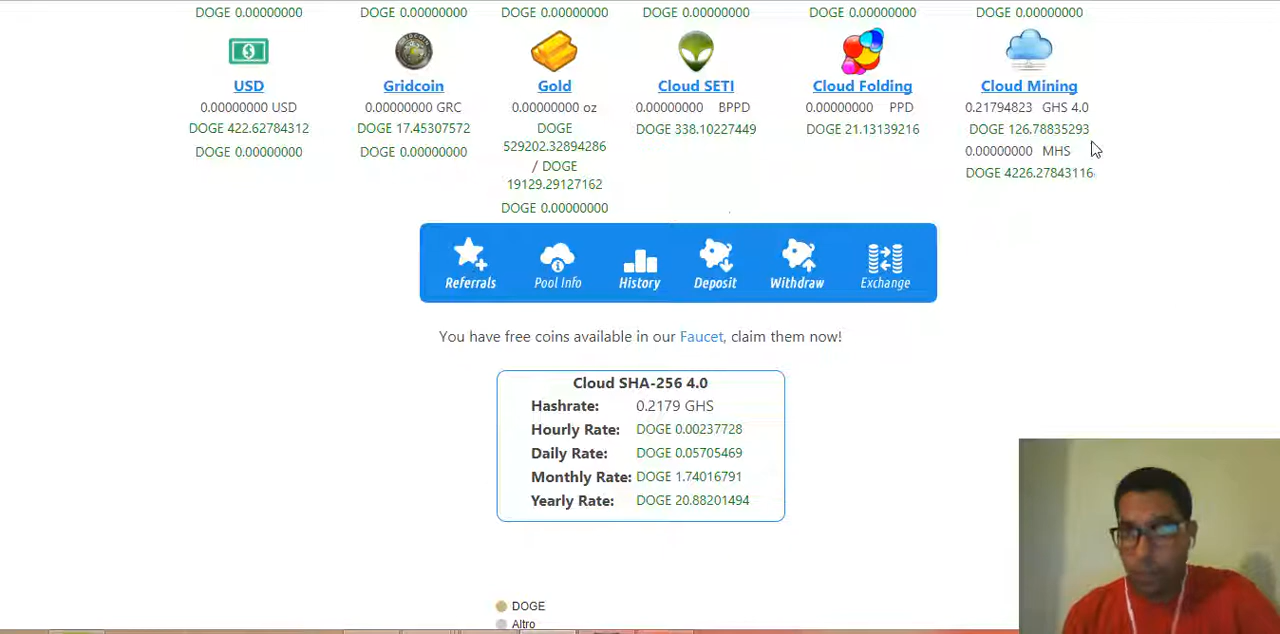 DOGE 0.00000000 DOGE 0.00000000 DOGE 0.00000000 DOGE 0.00000000 DOGE 0.00000000 DOGE 0.00000000
USD Gridcoin Gold Cloud SETI Cloud Folding Cloud Mining
0.00000000 USD 0.00000000 GRC 0.00000000 oz 0.00000000 BPPD 0.00000000 PPD 0.21794823 GHS 4.0
DOGE 422.62784312 DOGE 17.45307572 DOGE DOGE 338.10227449 DOGE 21.13139216 DOGE 126.78835293
529202.32894286
DOGE 0.00000000 DOGE 0.00000000 0.00000000 MHS
/ DOGE
DOGE 4226.27843116
19129.29127162
DOGE 0.00000000
Referrals Pool Info History Deposit Withdraw Exchange
You have free coins available in our Faucet, claim them now!
Cloud SHA-256 4.0
Hashrate: 0.2179 GHS
Hourly Rate: DOGE 0.00237728
Daily Rate: DOGE 0.05705469
Monthly Rate: DOGE 1.74016791
Yearly Rate: DOGE 20.88201494
DOGE
Altro